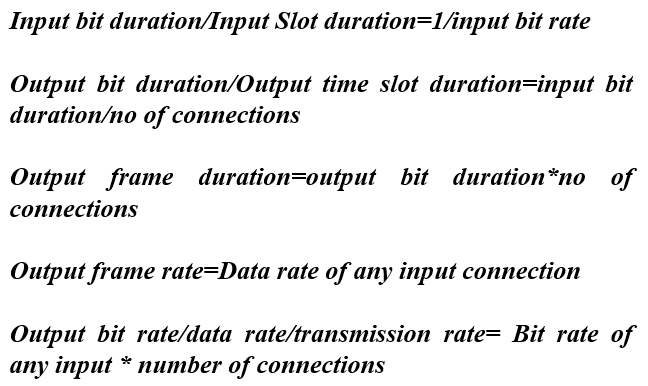 Input bit duration/Input Slot duration=1/input bit rate
Output bit duration/Output time slot duration=input bit
duration/no of connections
Output frame duration=output bit duration*no of
connections
Output frame rate=Data rate of any input connection
Output bit rate/data rate/transmission rate= Bit rate of
any input * number of connections